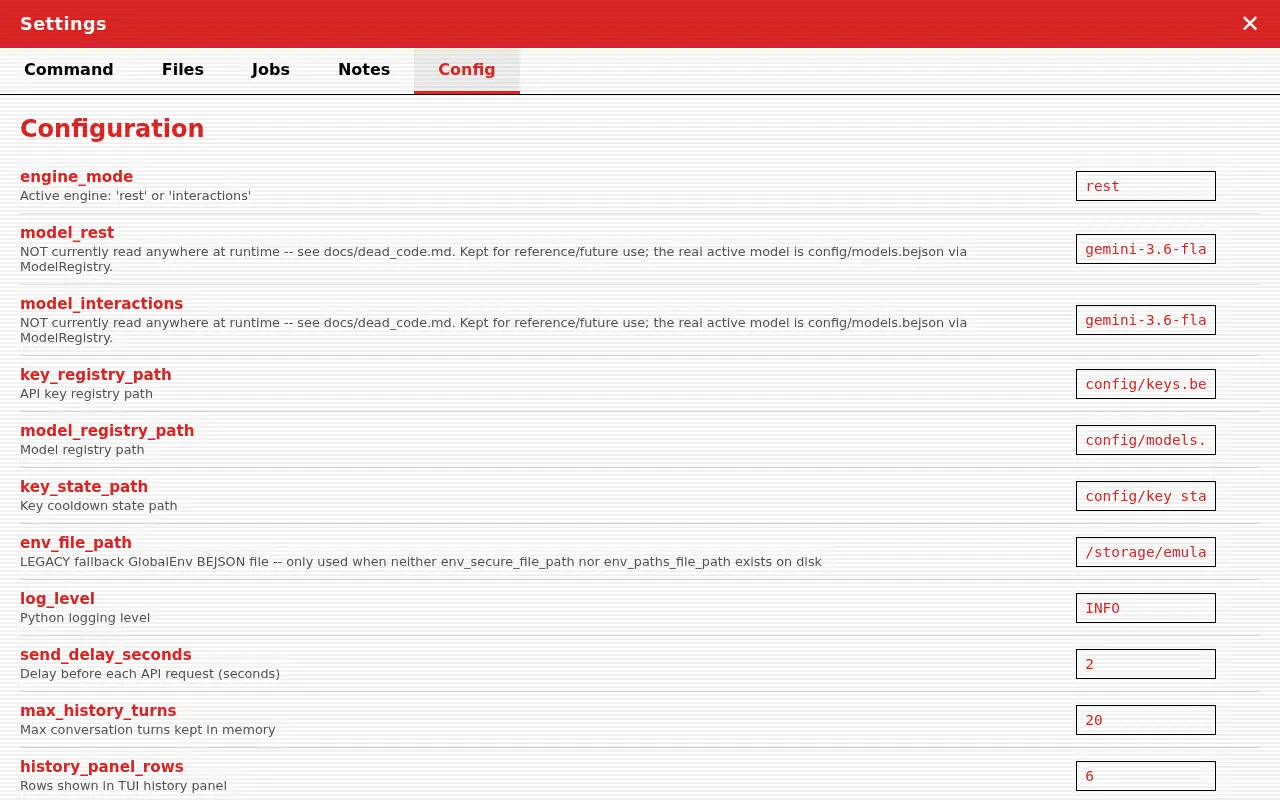 Settings
✕
Command Files Jobs Notes Config
Configuration
engine_mode
Active engine: 'rest' or 'interactions'
rest
model_rest
NOT currently read anywhere at runtime -- see docs/dead_code.md. Kept for reference/future use; the real active model is config/models.bejson via
ModelRegistry.
gemini-3.6-fla
model_interactions
NOT currently read anywhere at runtime -- see docs/dead_code.md. Kept for reference/future use; the real active model is config/models.bejson via
ModelRegistry.
gemini-3.6-fla
key_registry_path
API key registry path
config/keys.be
model_registry_path
Model registry path
config/models.
key_state_path
Key cooldown state path
config/key_sta
env_file_path
LEGACY fallback GlobalEnv BEJSON file -- only used when neither env_secure_file_path nor env_paths_file_path exists on disk
/storage/emula
log_level
Python logging level
INFO
send_delay_seconds
Delay before each API request (seconds)
2
max_history_turns
Max conversation turns kept in memory
20
history_panel_rows
Rows shown in TUI history panel
6